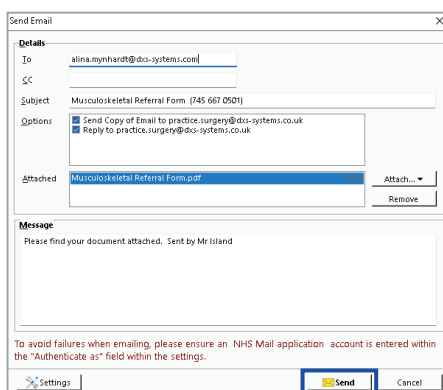 Send Email
Details
To alina.mynhardt@dxs-systems.com
CC
Subject Musculoskeletal Referral Form (745 667 0501)
Options Send Copy of Email to practice.surgery@dxs-systems.co.uk
Reply to practice.surgery@dxs-systems.co.uk
Attached Musculoskeletal Referral Form.pdf Attach...
Remove
Message
Please find your document attached. Sent by Mr Island
To avoid failures when emailing, please ensure an NHS Mail application account is entered within
the "Authenticate as" field within the settings.
Settings Send Cancel